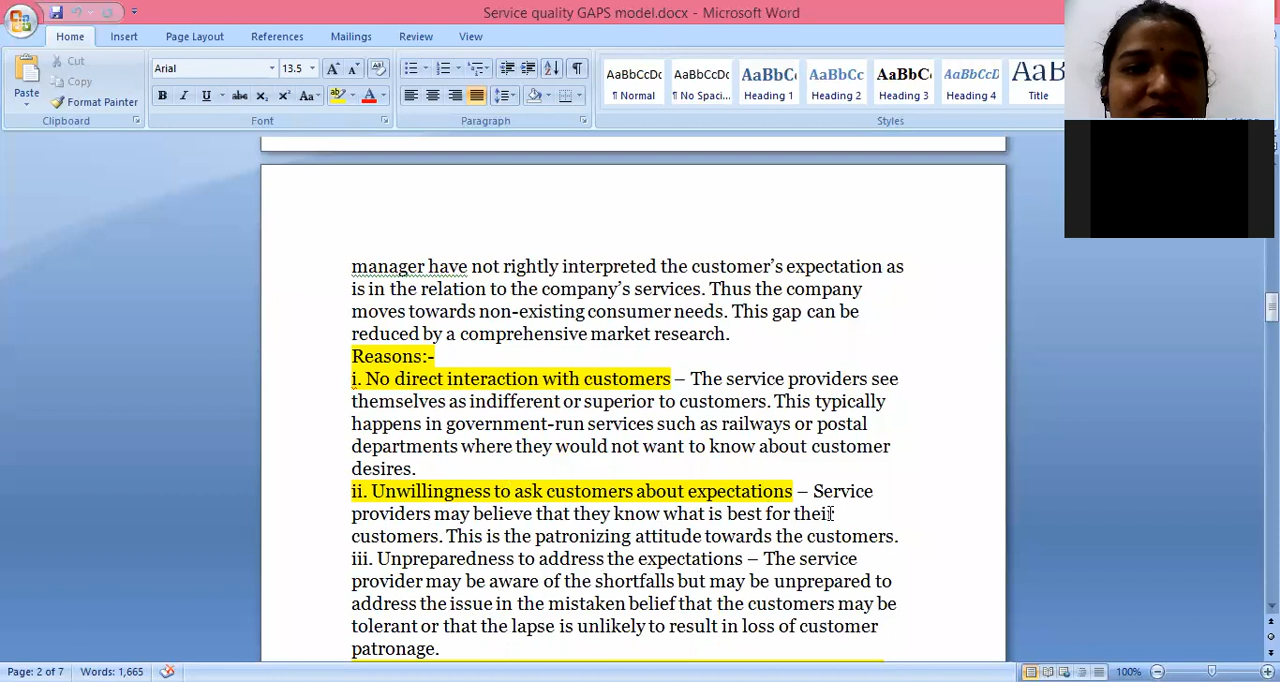 Service quality GAPS model.docx - Microsoft Word
Home Insert Page Layout References Mailings Review View
Paste
Cut
Copy
Format Painter
Clipboard
Arial 13.5
Font
Paragraph
AaBbCcDc AaBbCcDc AaBbC AaBbCc AaBbCc AaBbCcD AaB
¶ Normal ¶ No Spaci... Heading 1 Heading 2 Heading 3 Heading 4 Title
Styles
manager have not rightly interpreted the customer’s expectation as
is in the relation to the company’s services. Thus the company
moves towards non-existing consumer needs. This gap can be
reduced by a comprehensive market research.
Reasons:-
i. No direct interaction with customers – The service providers see
themselves as indifferent or superior to customers. This typically
happens in government-run services such as railways or postal
departments where they would not want to know about customer
desires.
ii. Unwillingness to ask customers about expectations – Service
providers may believe that they know what is best for their
customers. This is the patronizing attitude towards the customers.
iii. Unpreparedness to address the expectations – The service
provider may be aware of the shortfalls but may be unprepared to
address the issue in the mistaken belief that the customers may be
tolerant or that the lapse is unlikely to result in loss of customer
patronage.
Page: 2 of 7 Words: 1,665 100%